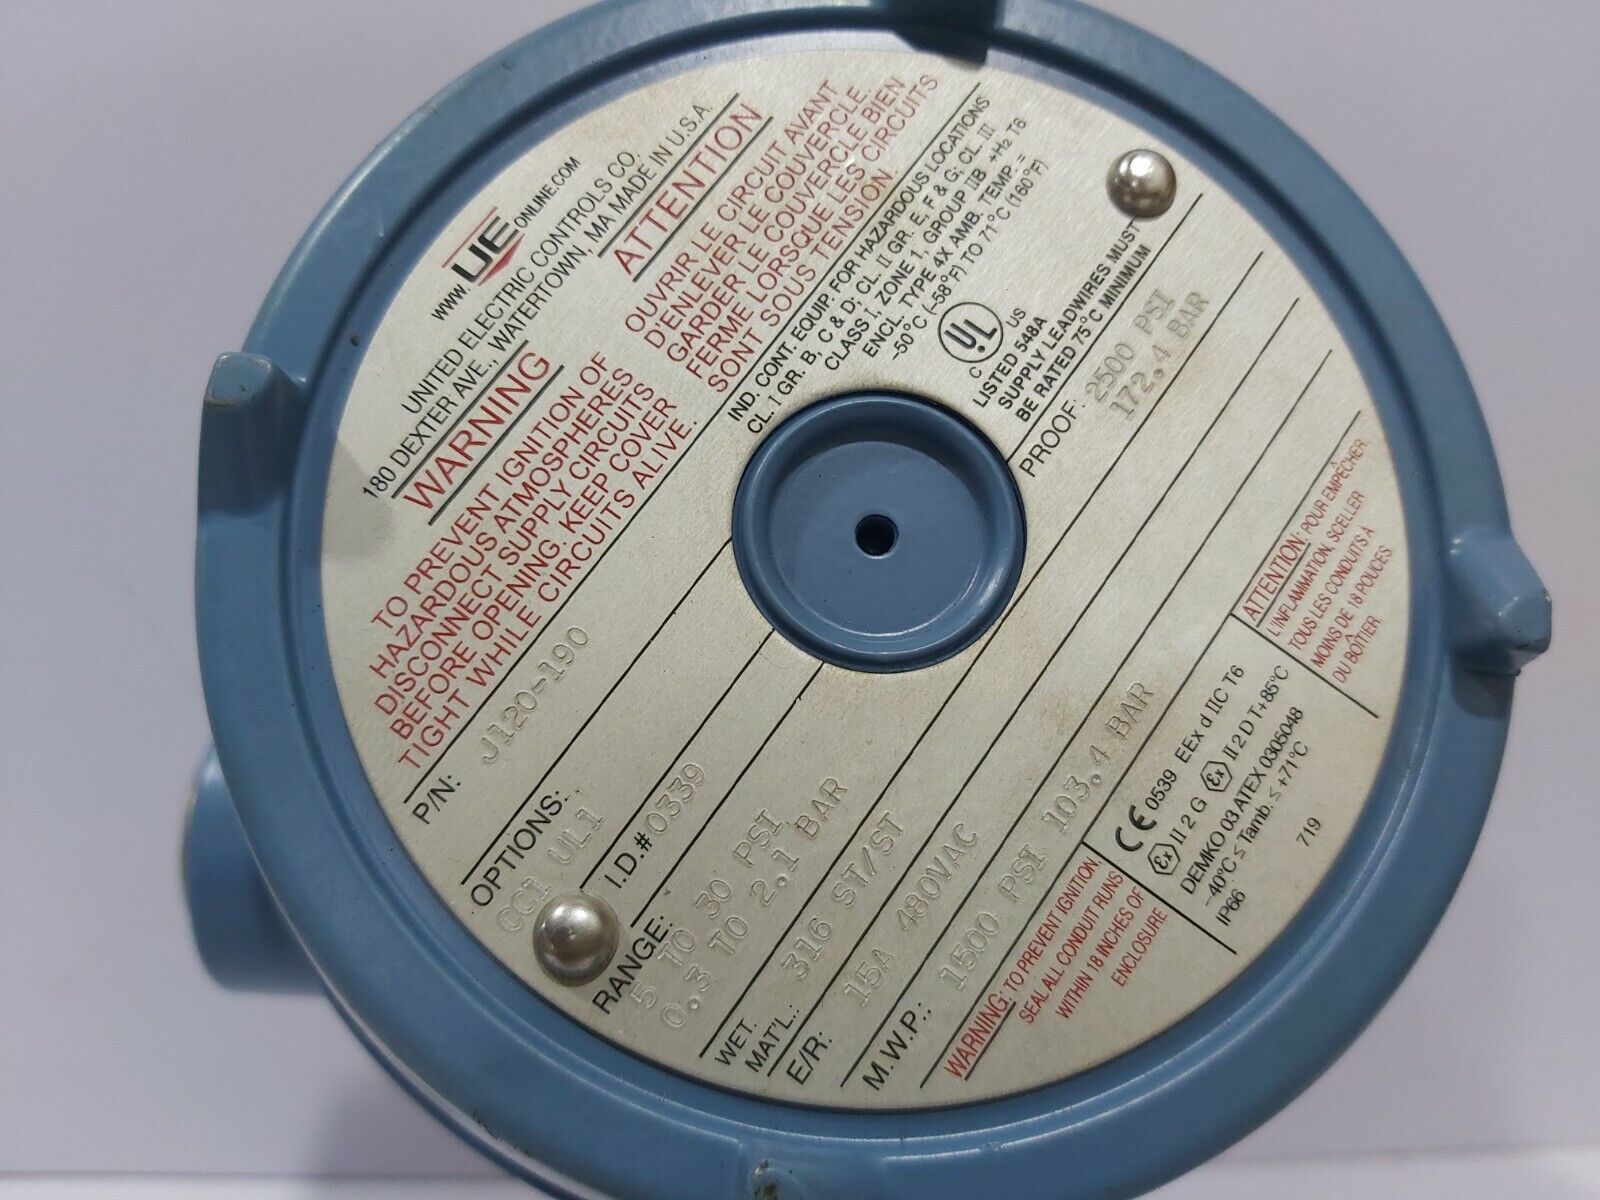 www.UEONLINE.COM
UNITED ELECTRIC CONTROLS CO.
180 DEXTER AVE., WATERTOWN, MA MADE IN U.S.A.
WARNING
TO PREVENT IGNITION OF
HAZARDOUS ATMOSPHERES
DISCONNECT SUPPLY CIRCUITS
BEFORE OPENING. KEEP COVER
TIGHT WHILE CIRCUITS ALIVE.
ATTENTION
OUVRIR LE CIRCUIT AVANT
D'ENLEVER LE COUVERCLE.
GARDER LE COUVERCLE BIEN
FERME LORSQUE LES CIRCUITS
SONT SOUS TENSION
P/N: J120-190
IND. CONT. EQUIP. FOR HAZARDOUS LOCATIONS
CL. I GR. B, C & D; CL. II GR. E, F & G; CL. III
CLASS I, ZONE 1, GROUP IIB +H2 T6
ENCL. TYPE 4X AMB. TEMP. =
-50°C (-58°F) TO 71°C (160°F)
C UL US
LISTED 548A
SUPPLY LEADWIRES MUST
BE RATED 75°C MINIMUM
OPTIONS:
CCI UL1
I.D.# 0339
PROOF: 2500 PSI
172.4 BAR
RANGE:
5 TO 30 PSI
0.3 TO 2.1 BAR
WET.
MAT'L.: 316 ST/ST
E/R: 15A 480VAC
M.W.P.: 1500 PSI 103.4 BAR
WARNING: TO PREVENT IGNITION,
SEAL ALL CONDUIT RUNS
WITHIN 18 INCHES OF
ENCLOSURE
ATTENTION: POUR EMPÊCHER
L'INFLAMMATION, SCELLER
TOUS LES CONDUITS À
MOINS DE 18 POUCES
DU BOÎTIER
CE 0539 EEx d IIC T6
Ex II 2 G Ex II 2 D T+85°C
DEMKO 03 ATEX 0305048
-40°C ≤ Tamb. ≤ +71°C
IP66 719